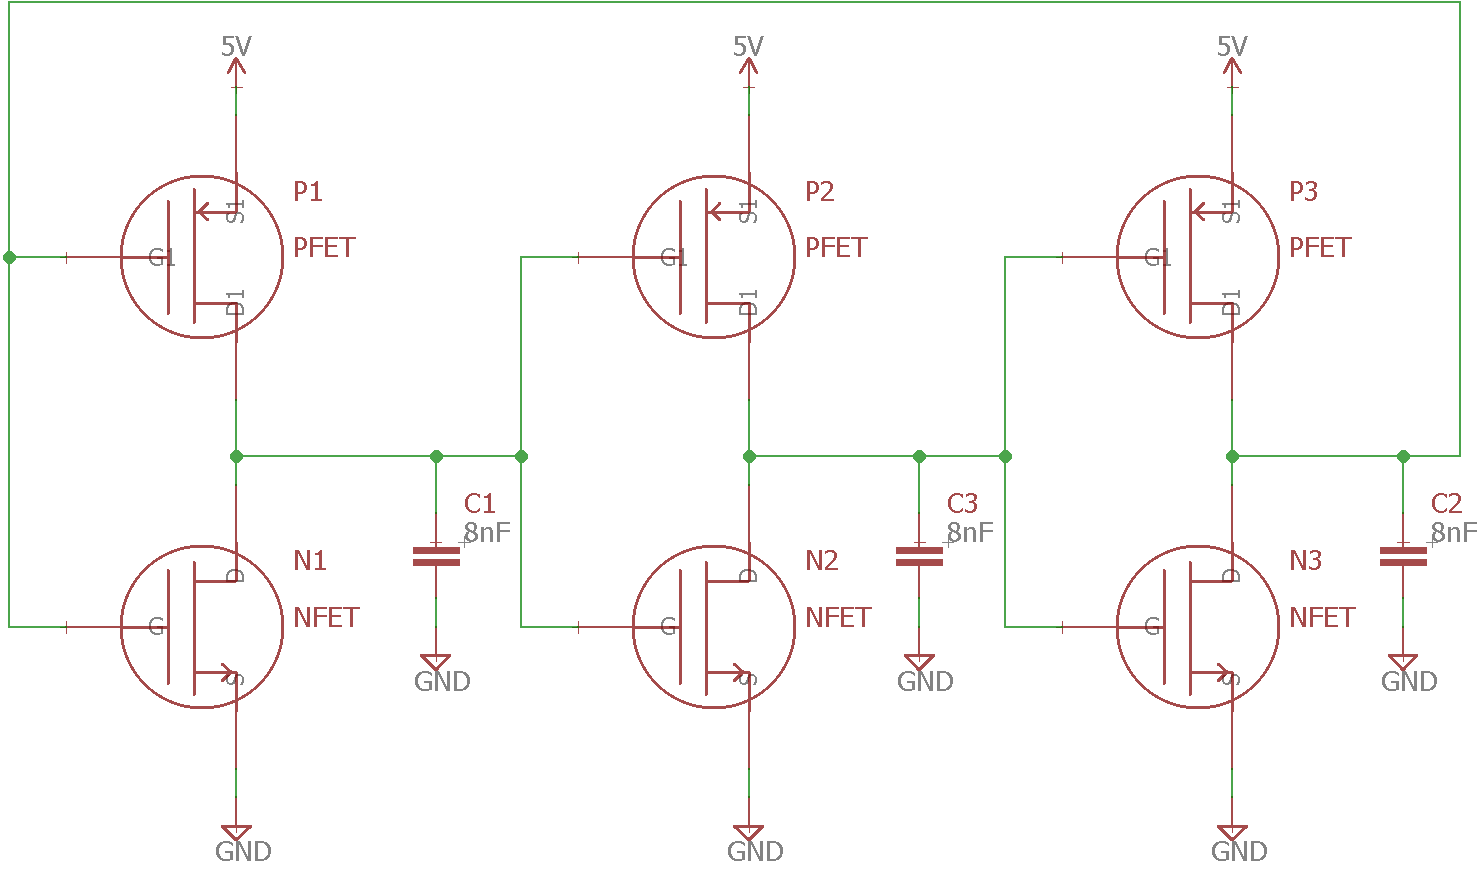 5V
5V
5V
P1
P2
P3
S1
S1
S1
PFET
PFET
PFET
G1
G1
G1
D1
D1
D1
C1
C3
C2
8nF
8nF
8nF
N1
N2
N3
D
D
D
NFET
NFET
NFET
G
G
G
S
S
S
GND
GND
GND
GND
GND
GND